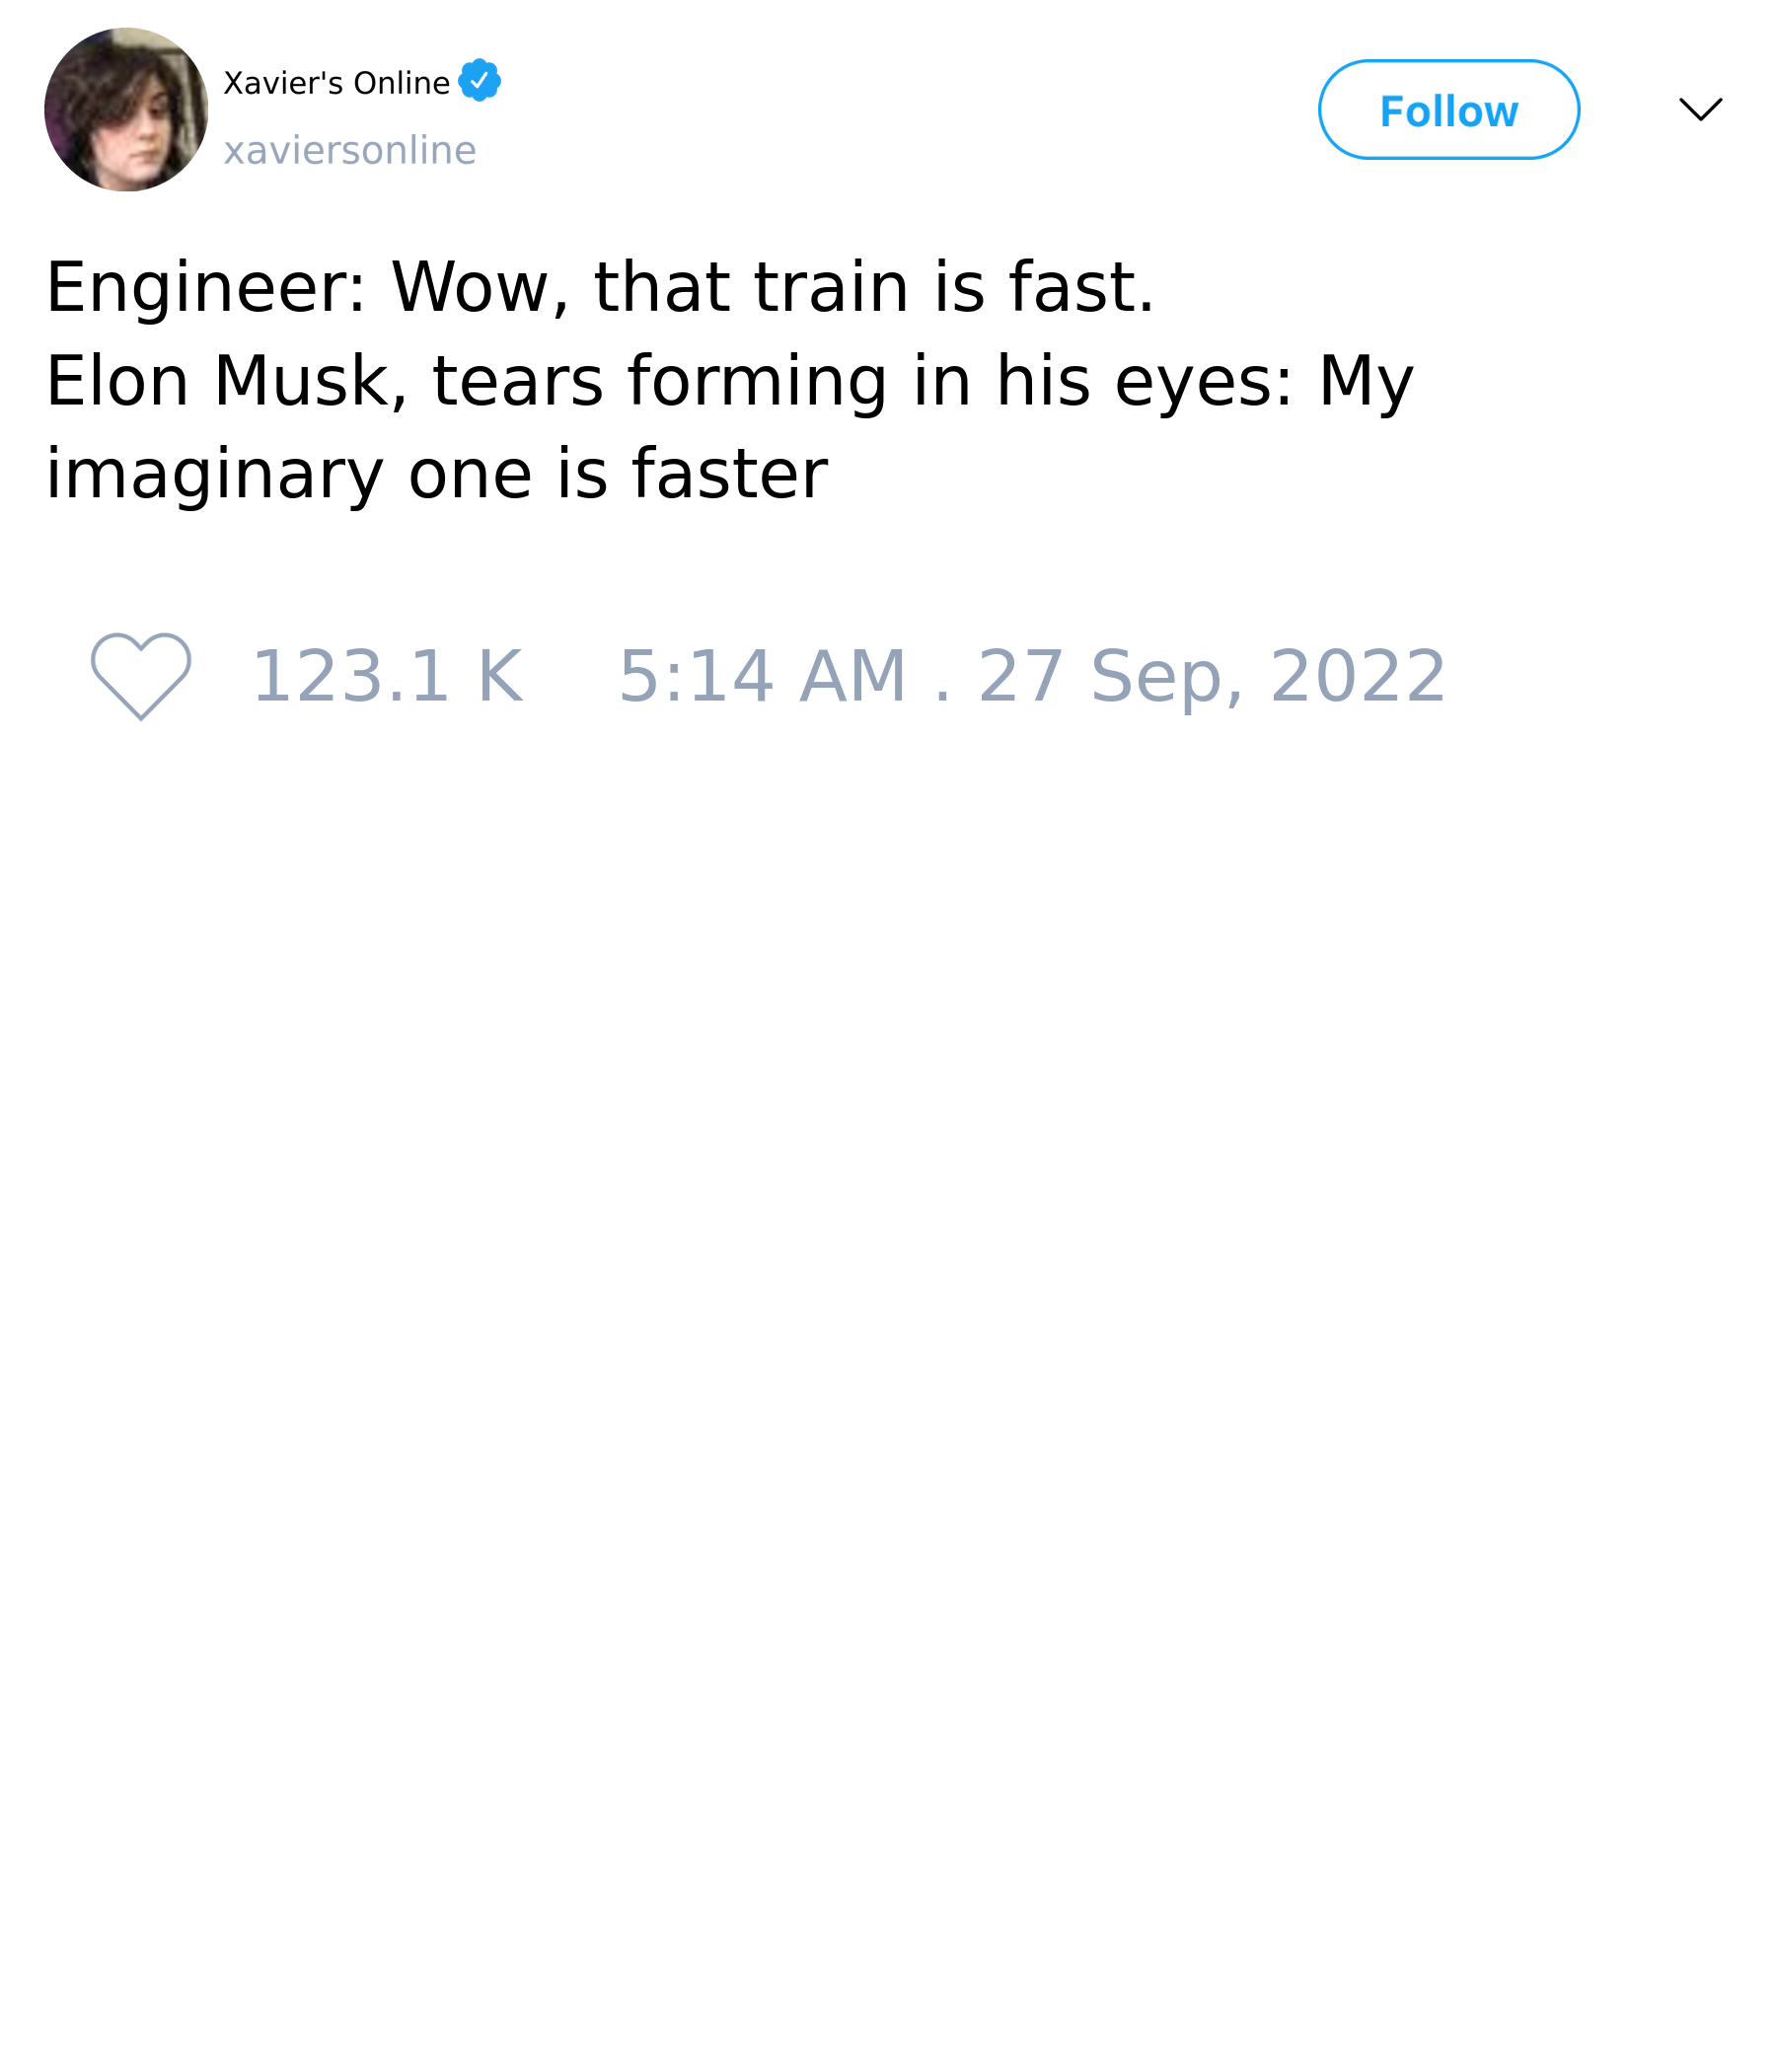 Xavier's Online
xaviersonline
Follow
Engineer: Wow, that train is fast.
Elon Musk, tears forming in his eyes: My
imaginary one is faster
123.1 K 5:14 AM . 27 Sep, 2022